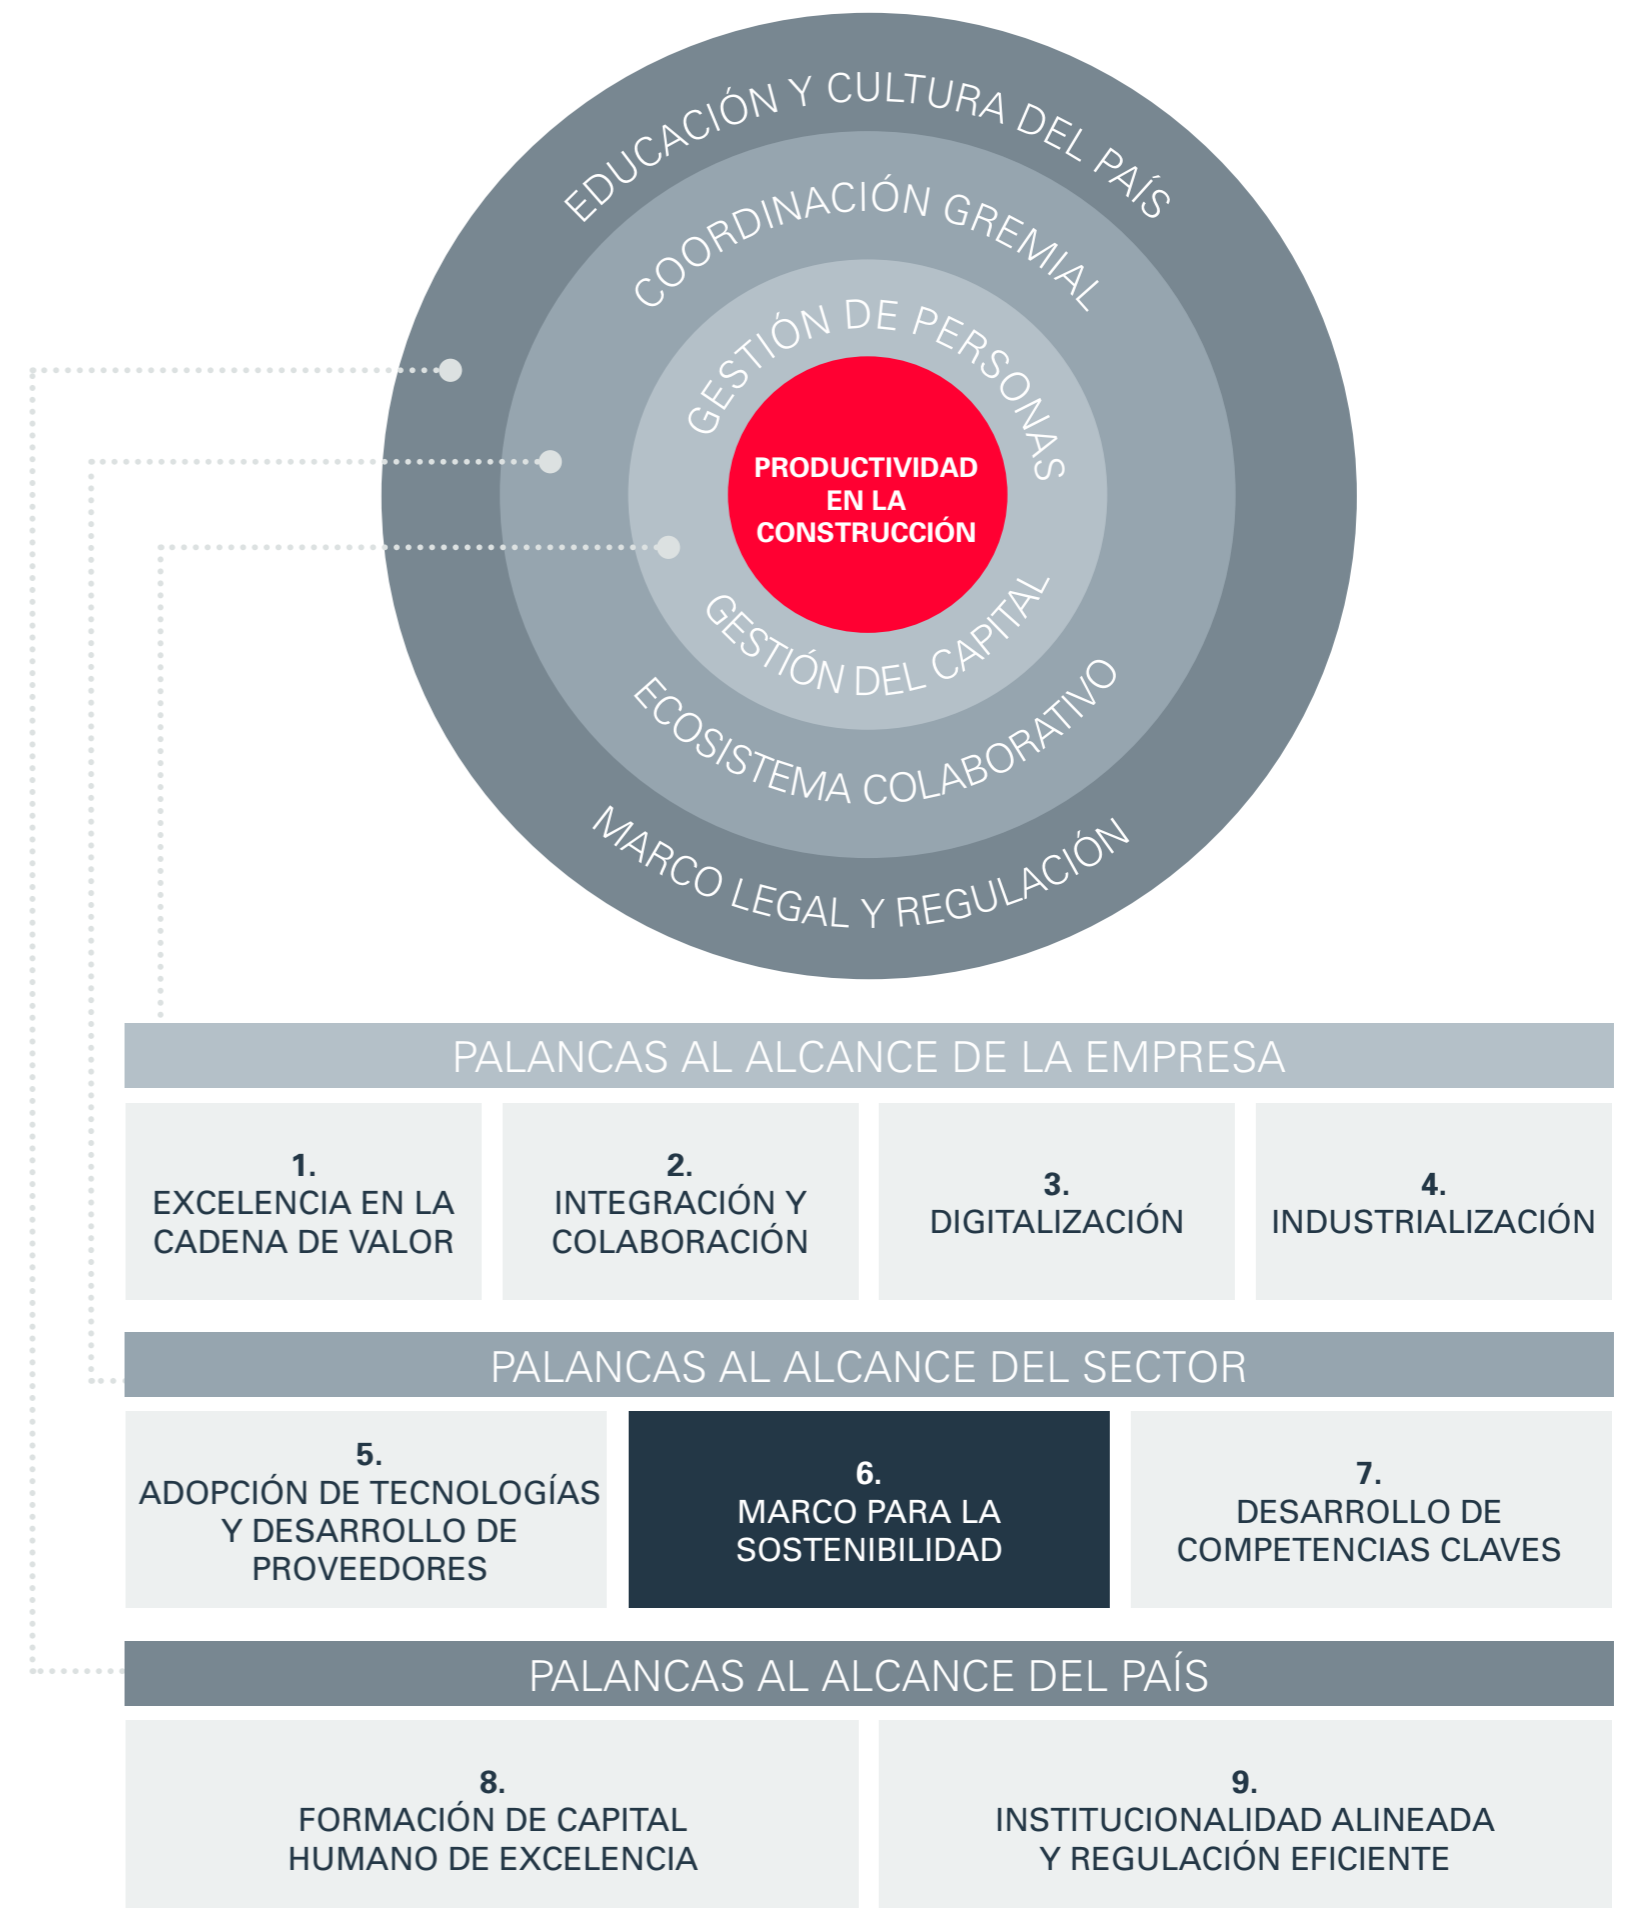 EDUCACIÓN Y CULTURA DEL PAÍS
COORDINACIÓN GREMIAL
GESTIÓN DE PERSONAS
PRODUCTIVIDAD
EN LA
CONSTRUCCIÓN
GESTIÓN DEL CAPITAL
ECOSISTEMA COLABORATIVO
MARCO LEGAL Y REGULACIÓN
PALANCAS AL ALCANCE DE LA EMPRESA
1.
EXCELENCIA EN LA
CADENA DE VALOR
2.
INTEGRACIÓN Y
COLABORACIÓN
3.
DIGITALIZACIÓN
4.
INDUSTRIALIZACIÓN
PALANCAS AL ALCANCE DEL SECTOR
5.
ADOPCIÓN DE TECNOLOGÍAS
Y DESARROLLO DE
PROVEEDORES
6.
MARCO PARA LA
SOSTENIBILIDAD
7.
DESARROLLO DE
COMPETENCIAS CLAVES
PALANCAS AL ALCANCE DEL PAÍS
8.
FORMACIÓN DE CAPITAL
HUMANO DE EXCELENCIA
9.
INSTITUCIONALIDAD ALINEADA
Y REGULACIÓN EFICIENTE